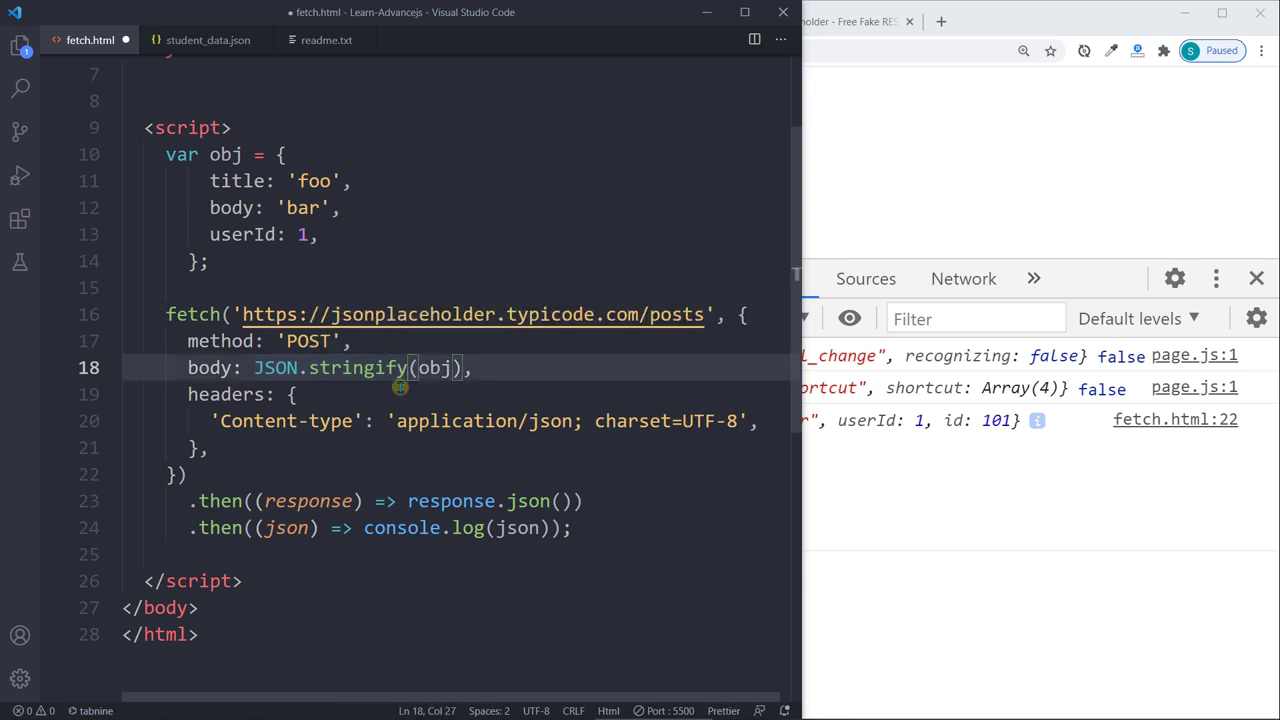 ● fetch.html - Learn-Advancejs - Visual Studio Code
older - Free Fake RES
fetch.html ●
student_data.json
readme.txt
Paused
7
8
9 <script>
10 var obj = {
11 title: 'foo',
12 body: 'bar',
13 userId: 1,
14 };
15
16 fetch('https://jsonplaceholder.typicode.com/posts', {
17 method: 'POST',
18 body: JSON.stringify(obj),
19 headers: {
20 'Content-type': 'application/json; charset=UTF-8',
21 },
22 })
23 .then((response) => response.json())
24 .then((json) => console.log(json));
25
26 </script>
27 </body>
28 </html>
Sources
Network
Filter
Default levels ▼
l_change", recognizing: false} false page.js:1
ortcut", shortcut: Array(4)} false page.js:1
r", userId: 1, id: 101} i fetch.html:22
0 0 tabnine Ln 18, Col 27 Spaces: 2 UTF-8 CRLF Html Port : 5500 Prettier